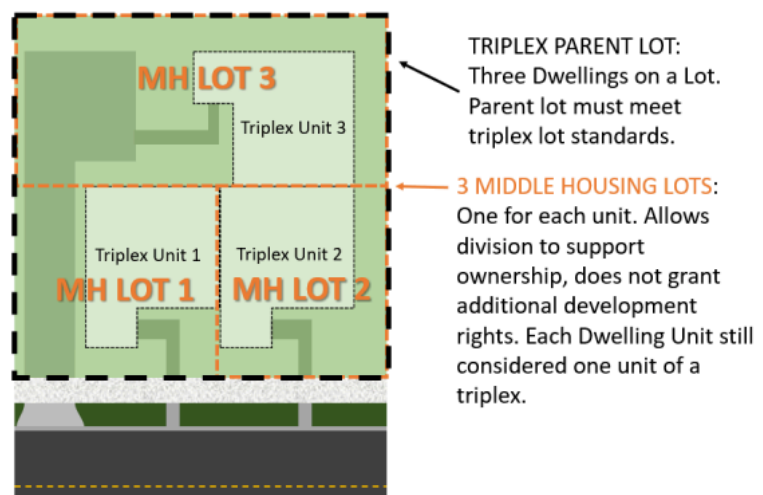 TRIPLEX PARENT LOT:
Three Dwellings on a Lot.
Parent lot must meet
triplex lot standards.
MH LOT 3
Triplex Unit 3
3 MIDDLE HOUSING LOTS:
One for each unit. Allows
division to support
ownership, does not grant
additional development
rights. Each Dwelling Unit still
considered one unit of a
triplex.
Triplex Unit 1
MH LOT 1
Triplex Unit 2
MH LOT 2